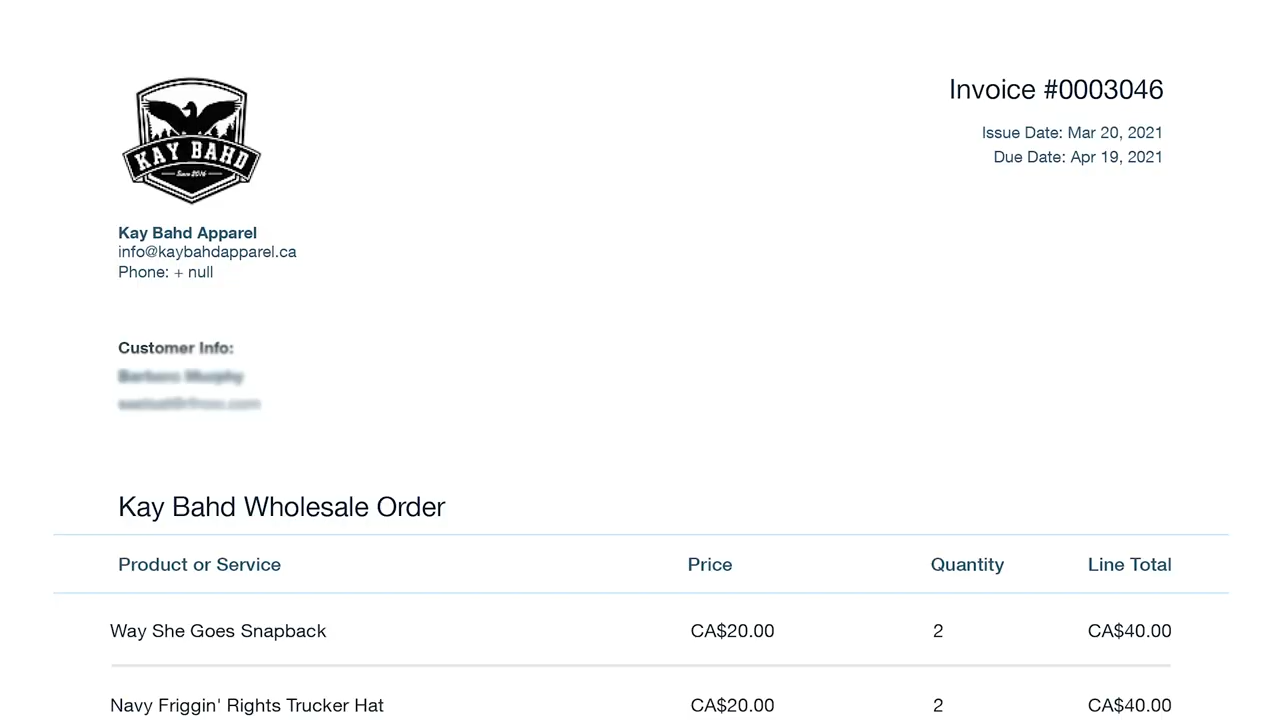 KAY BAHD
Since 2016
Invoice #0003046
Issue Date: Mar 20, 2021
Due Date: Apr 19, 2021
Kay Bahd Apparel
info@kaybahdapparel.ca
Phone: + null
Customer Info:
Kay Bahd Wholesale Order
Product or Service Price Quantity Line Total
Way She Goes Snapback CA$20.00 2 CA$40.00
Navy Friggin' Rights Trucker Hat CA$20.00 2 CA$40.00